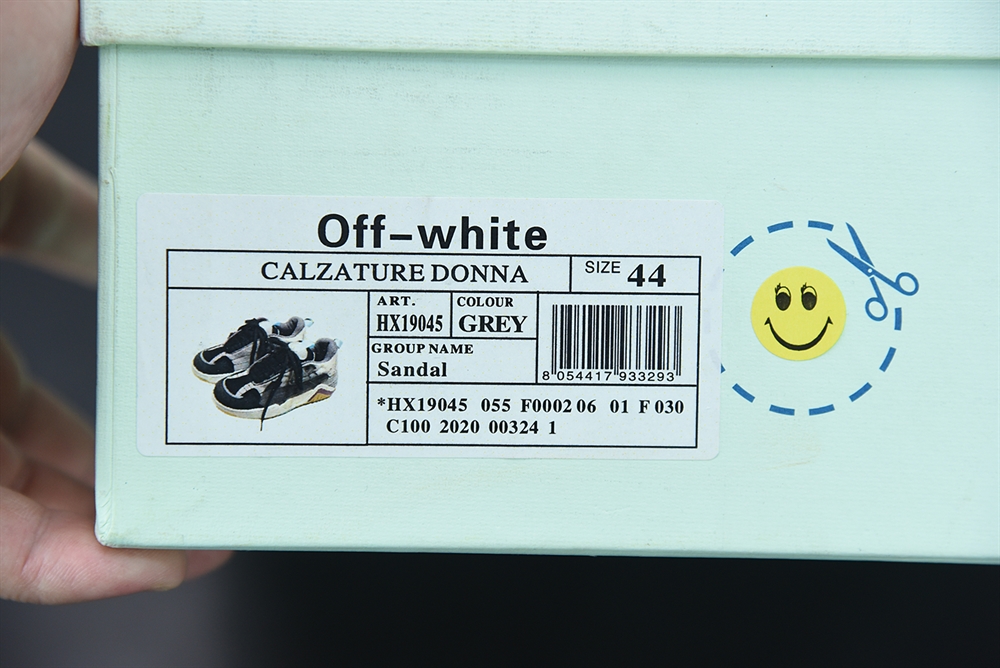 Off-white
CALZATURE DONNA
SIZE 44
ART.
HX19045
COLOUR
GREY
GROUP NAME
Sandal
8 054417 933293
*HX19045 055 F0002 06 01 F 030
C100 2020 00324 1